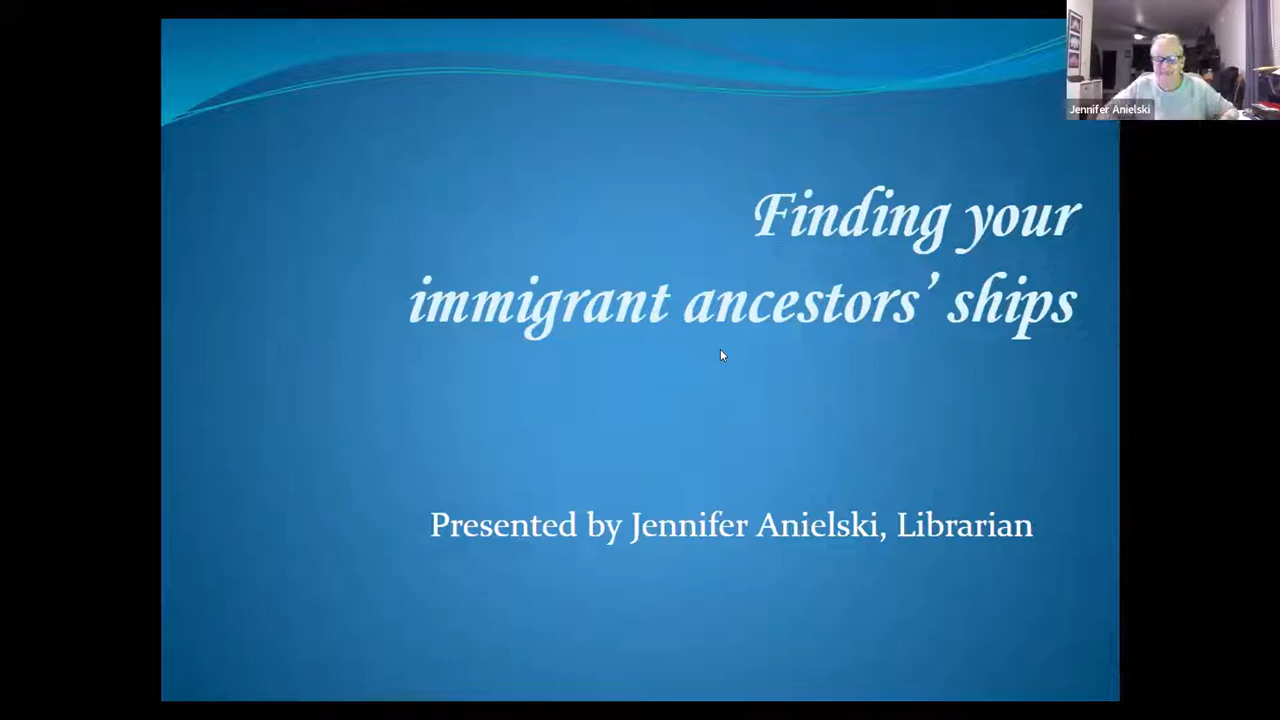 Jennifer Anielski
Finding your
immigrant ancestors’ ships
Presented by Jennifer Anielski, Librarian